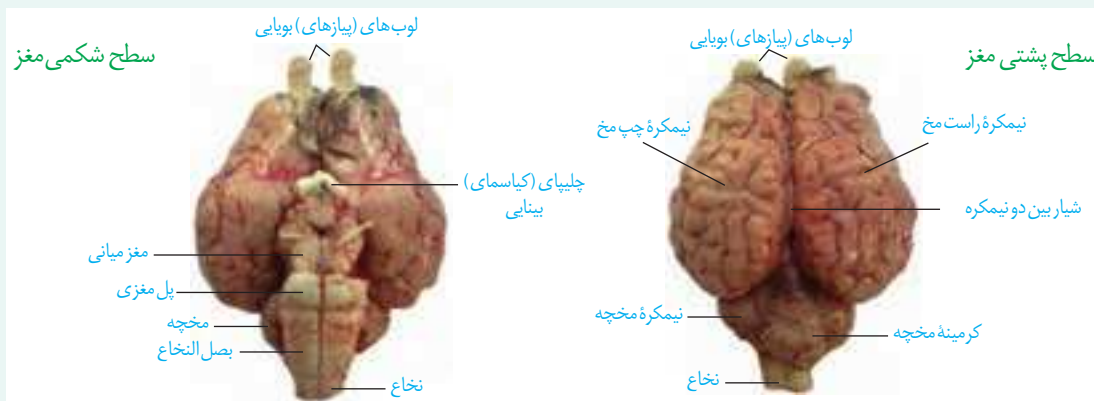 سطح پشتی مغز
لوب‌های (پیازهای) بویایی
نیمکرهٔ چپ مخ
نیمکرهٔ راست مخ
شیار بین دو نیمکره
نیمکرهٔ مخچه
کرمینهٔ مخچه
نخاع
سطح شکمی مغز
لوب‌های (پیازهای) بویایی
چلیپای (کیاسمای)
بینایی
مغز میانی
پل مغزی
مخچه
بصل النخاع
نخاع